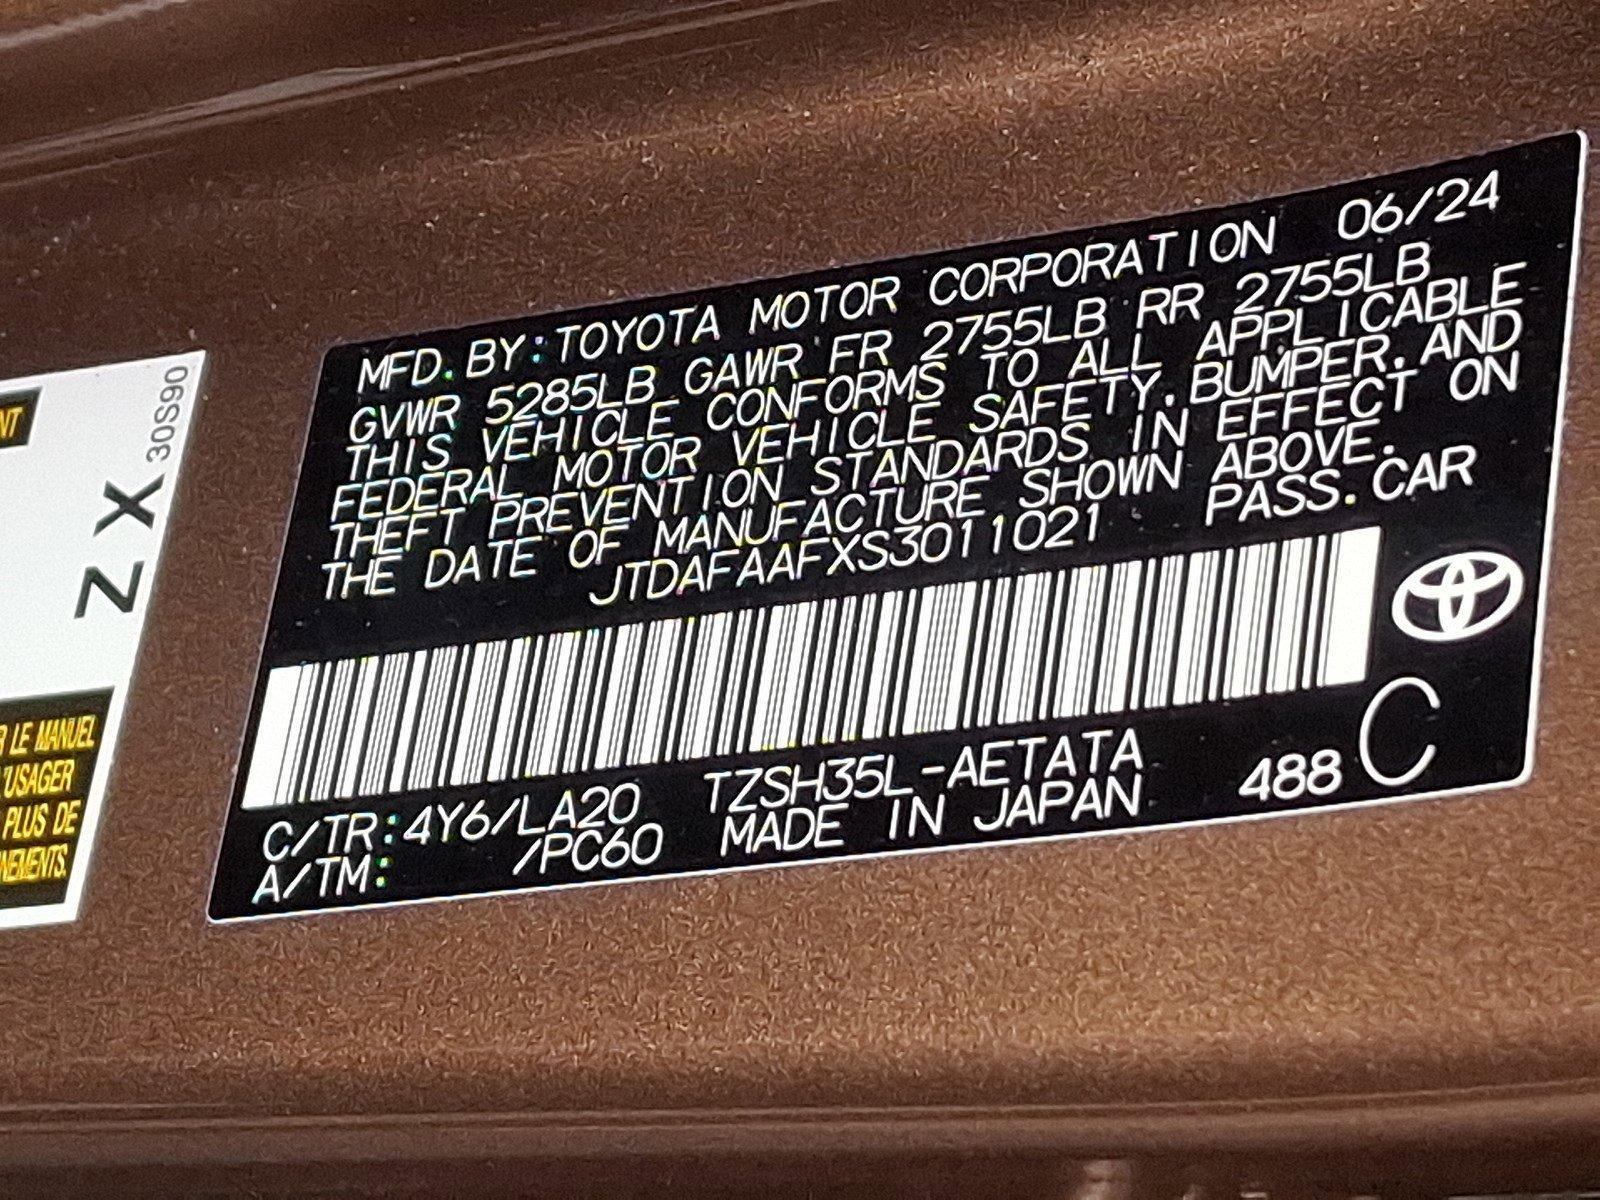 MFD. BY: TOYOTA MOTOR CORPORATION 06/24
GVWR 5285LB GAWR FR 2755LB RR 2755LB
THIS VEHICLE CONFORMS TO ALL APPLICABLE
FEDERAL MOTOR VEHICLE SAFETY, BUMPER, AND
THEFT PREVENTION STANDARDS IN EFFECT ON
THE DATE OF MANUFACTURE SHOWN ABOVE.
JTDAFAAFXS3011021 PASS. CAR
C/TR: 4Y6/LA20 TZSH35L-AETATA
A/TM: /PC60 MADE IN JAPAN 488 C
NT
ZX 30S90
R LE MANUEL
'USAGER
PLUS DE
NEMENTS.